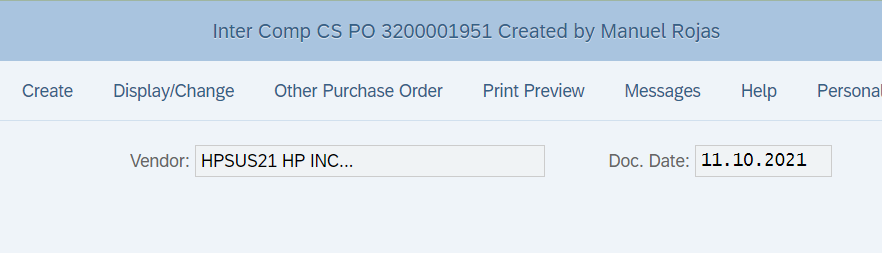 Inter Comp CS PO 3200001951 Created by Manuel Rojas
Create Display/Change Other Purchase Order Print Preview Messages Help Personal
Vendor: HPSUS21 HP INC... Doc. Date: 11.10.2021